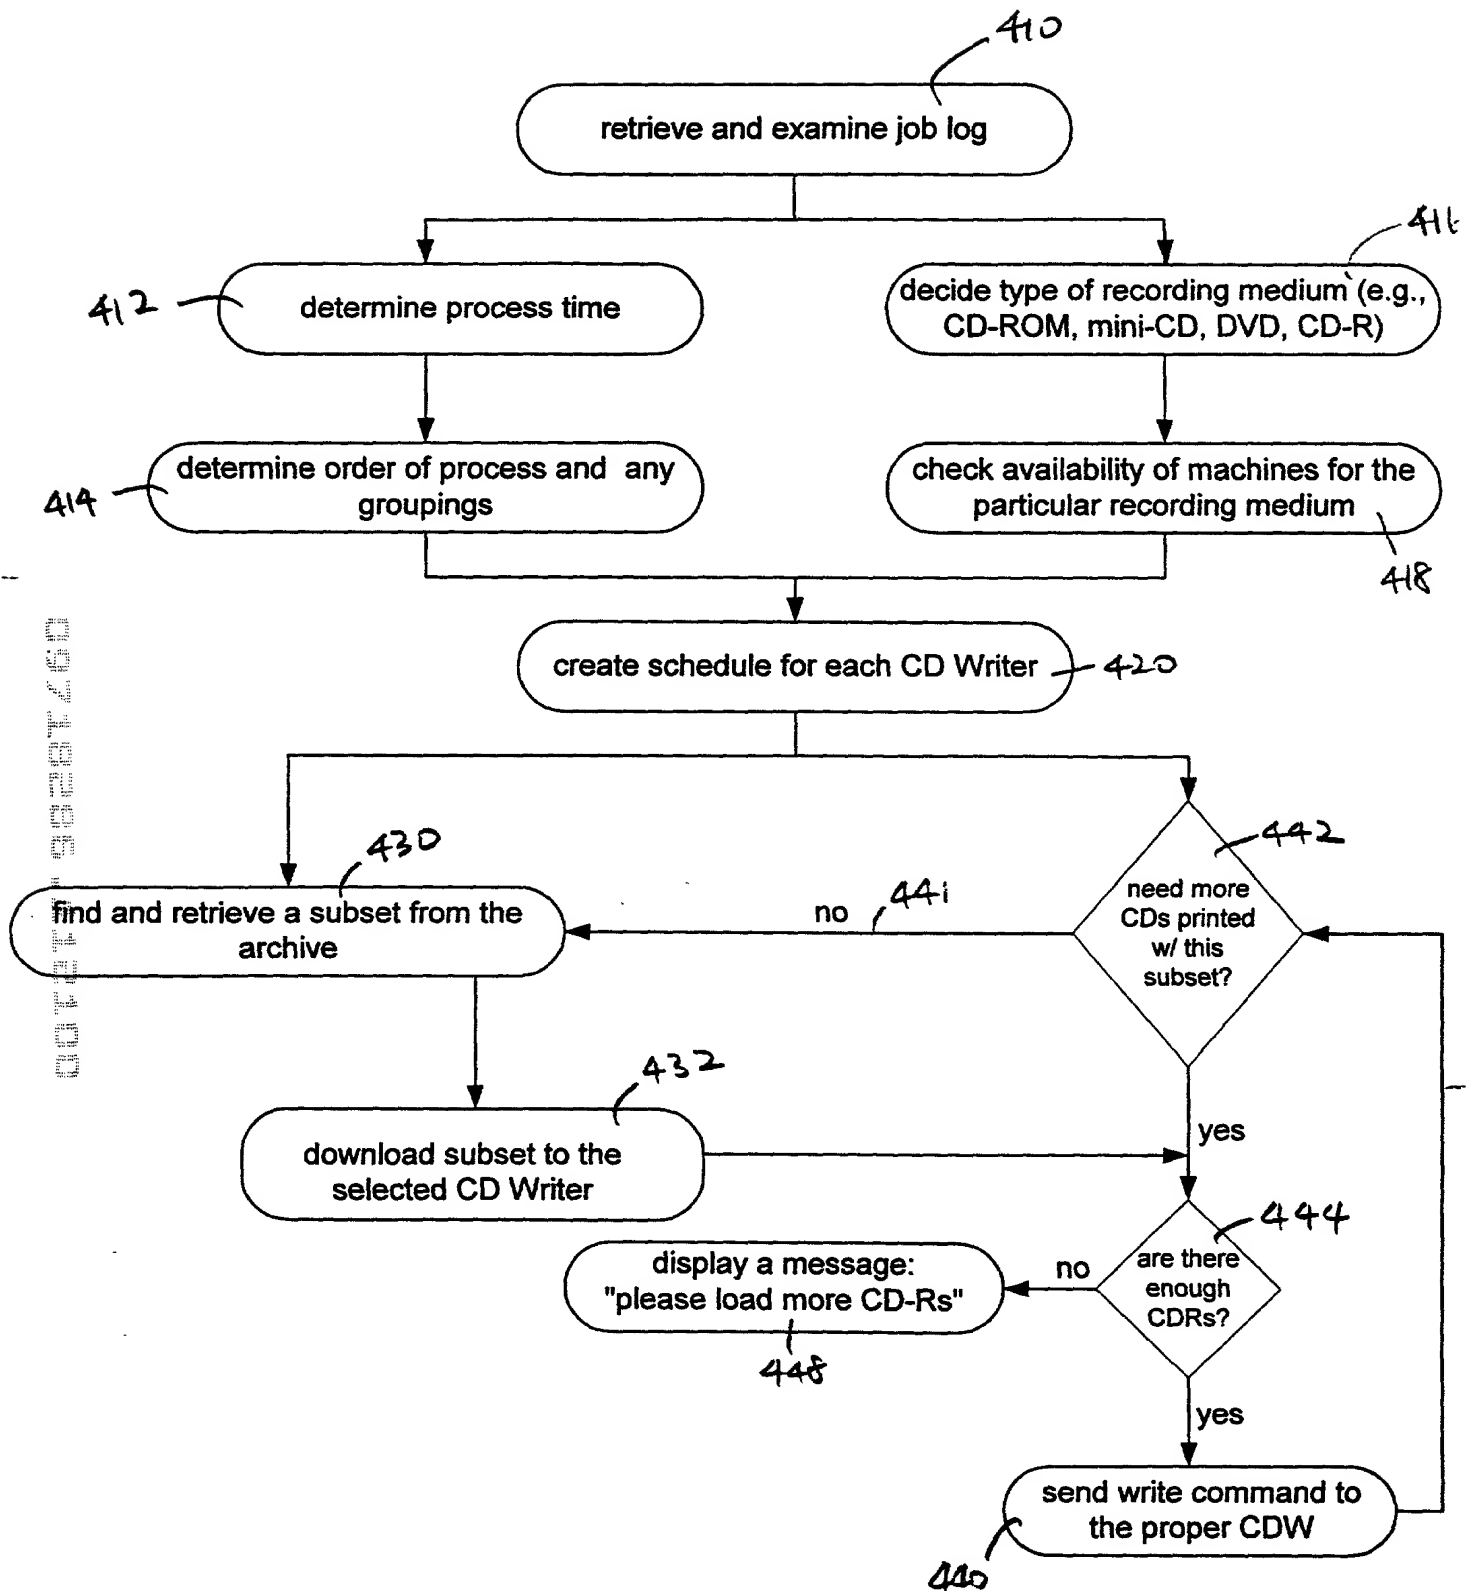 410
retrieve and examine job log
411
412
determine process time
decide type of recording medium (e.g.,
CD-ROM, mini-CD, DVD, CD-R)
414
determine order of process and any
groupings
check availability of machines for the
particular recording medium
418
create schedule for each CD Writer
420
430
find and retrieve a subset from the
archive
no
441
442
need more
CDs printed
w/ this
subset?
432
download subset to the
selected CD Writer
yes
444
are there
enough
CDRs?
no
display a message:
"please load more CD-Rs"
448
yes
send write command to
the proper CDW
440